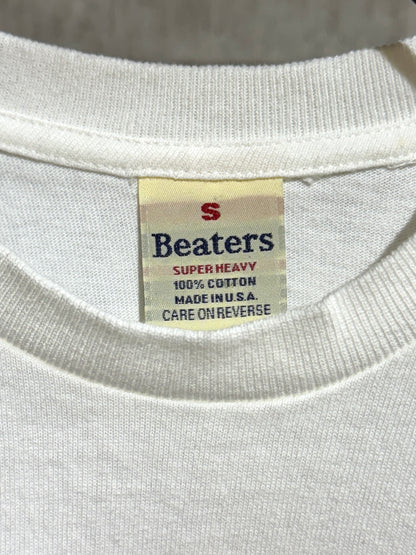 S
Beaters
SUPER HEAVY
100% COTTON
MADE IN U.S.A.
CARE ON REVERSE